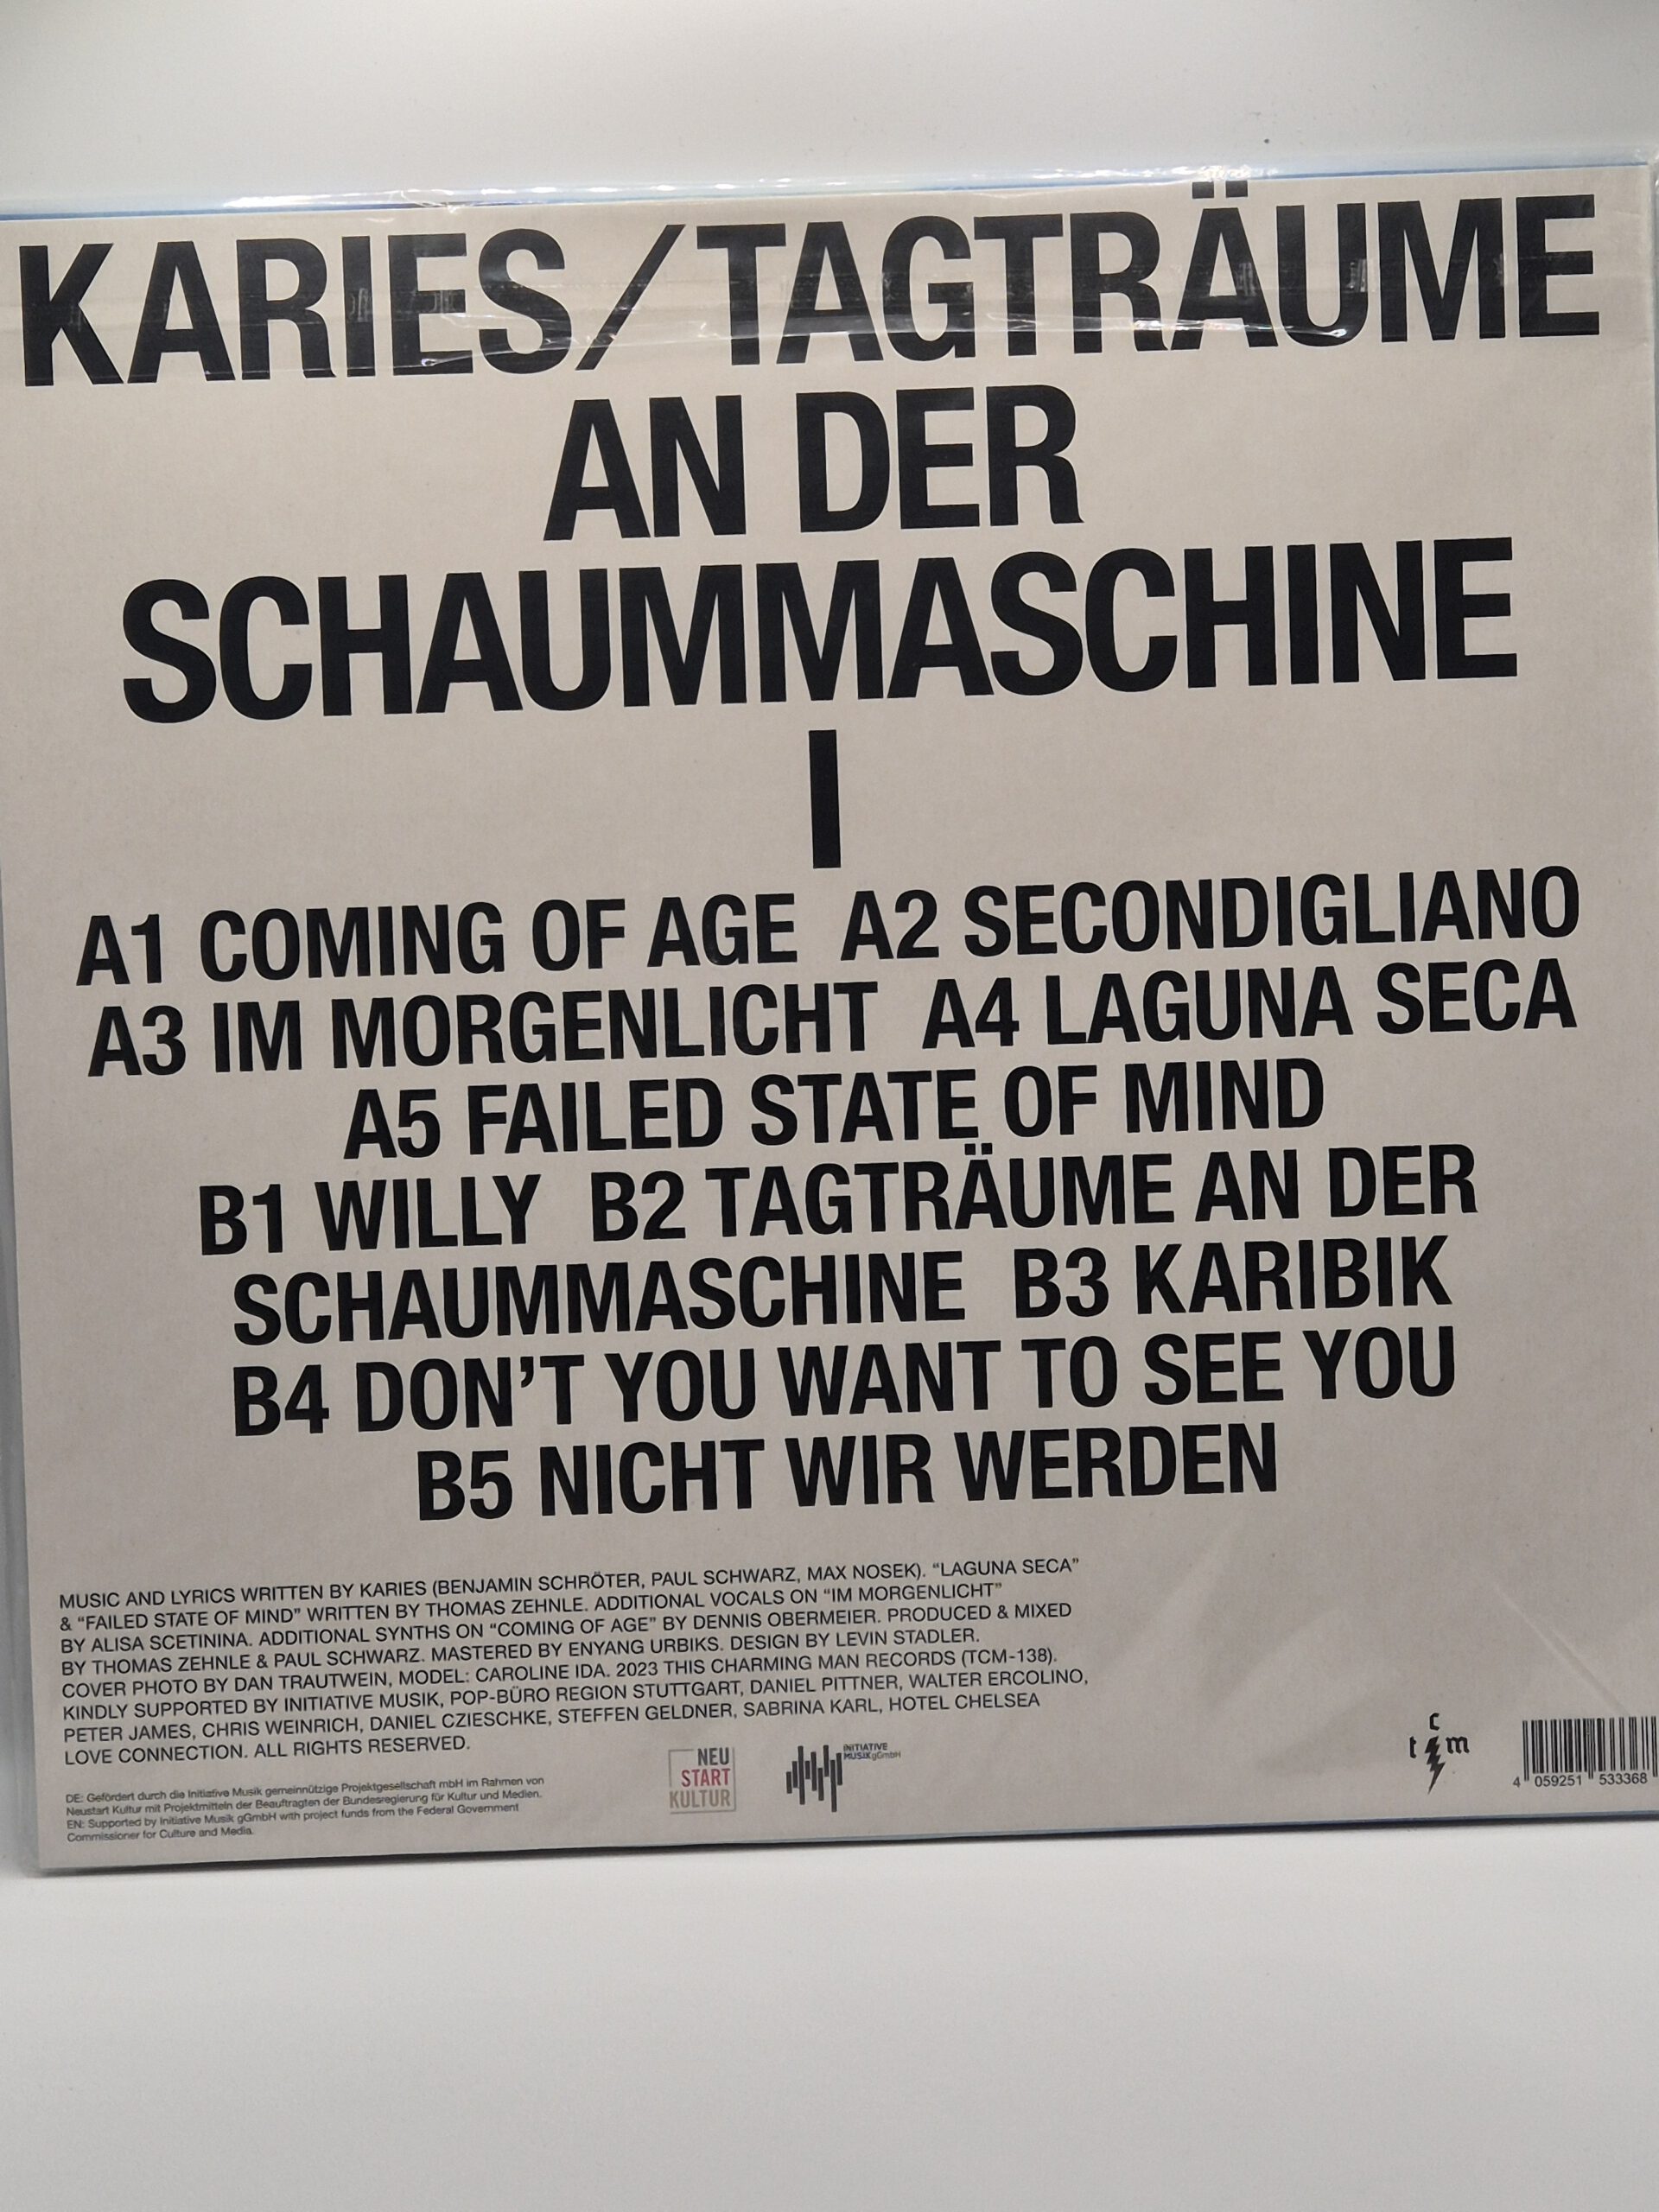 KARIES/TAGTRÄUME
AN DER
SCHAUMMASCHINE
I
A1 COMING OF AGE A2 SECONDIGLIANO
A3 IM MORGENLICHT A4 LAGUNA SECA
A5 FAILED STATE OF MIND
B1 WILLY B2 TAGTRÄUME AN DER
SCHAUMMASCHINE B3 KARIBIK
B4 DON’T YOU WANT TO SEE YOU
B5 NICHT WIR WERDEN
MUSIC AND LYRICS WRITTEN BY KARIES (BENJAMIN SCHRÖTER, PAUL SCHWARZ, MAX NOSEK). “LAGUNA SECA”
& “FAILED STATE OF MIND” WRITTEN BY THOMAS ZEHNLE. ADDITIONAL VOCALS ON “IM MORGENLICHT”
BY ALISA SCETININA. ADDITIONAL SYNTHS ON “COMING OF AGE” BY DENNIS OBERMEIER. PRODUCED & MIXED
BY THOMAS ZEHNLE & PAUL SCHWARZ. MASTERED BY ENYANG URBIKS. DESIGN BY LEVIN STADLER.
COVER PHOTO BY DAN TRAUTWEIN, MODEL: CAROLINE IDA. 2023 THIS CHARMING MAN RECORDS (TCM-138).
KINDLY SUPPORTED BY INITIATIVE MUSIK, POP-BÜRO REGION STUTTGART, DANIEL PITTNER, WALTER ERCOLINO,
PETER JAMES, CHRIS WEINRICH, DANIEL CZIESCHKE, STEFFEN GELDNER, SABRINA KARL, HOTEL CHELSEA
LOVE CONNECTION. ALL RIGHTS RESERVED.
DE: Gefördert durch die Initiative Musik gemeinnützige Projektgesellschaft mbH im Rahmen von
Neustart Kultur mit Projektmitteln der Beauftragten der Bundesregierung für Kultur und Medien.
EN: Supported by Initiative Musik gGmbH with project funds from the Federal Government
Commissioner for Culture and Media.
NEU
START
KULTUR
INITIATIVE
MUSIK gGmbH
c
t m
4 059251 533368